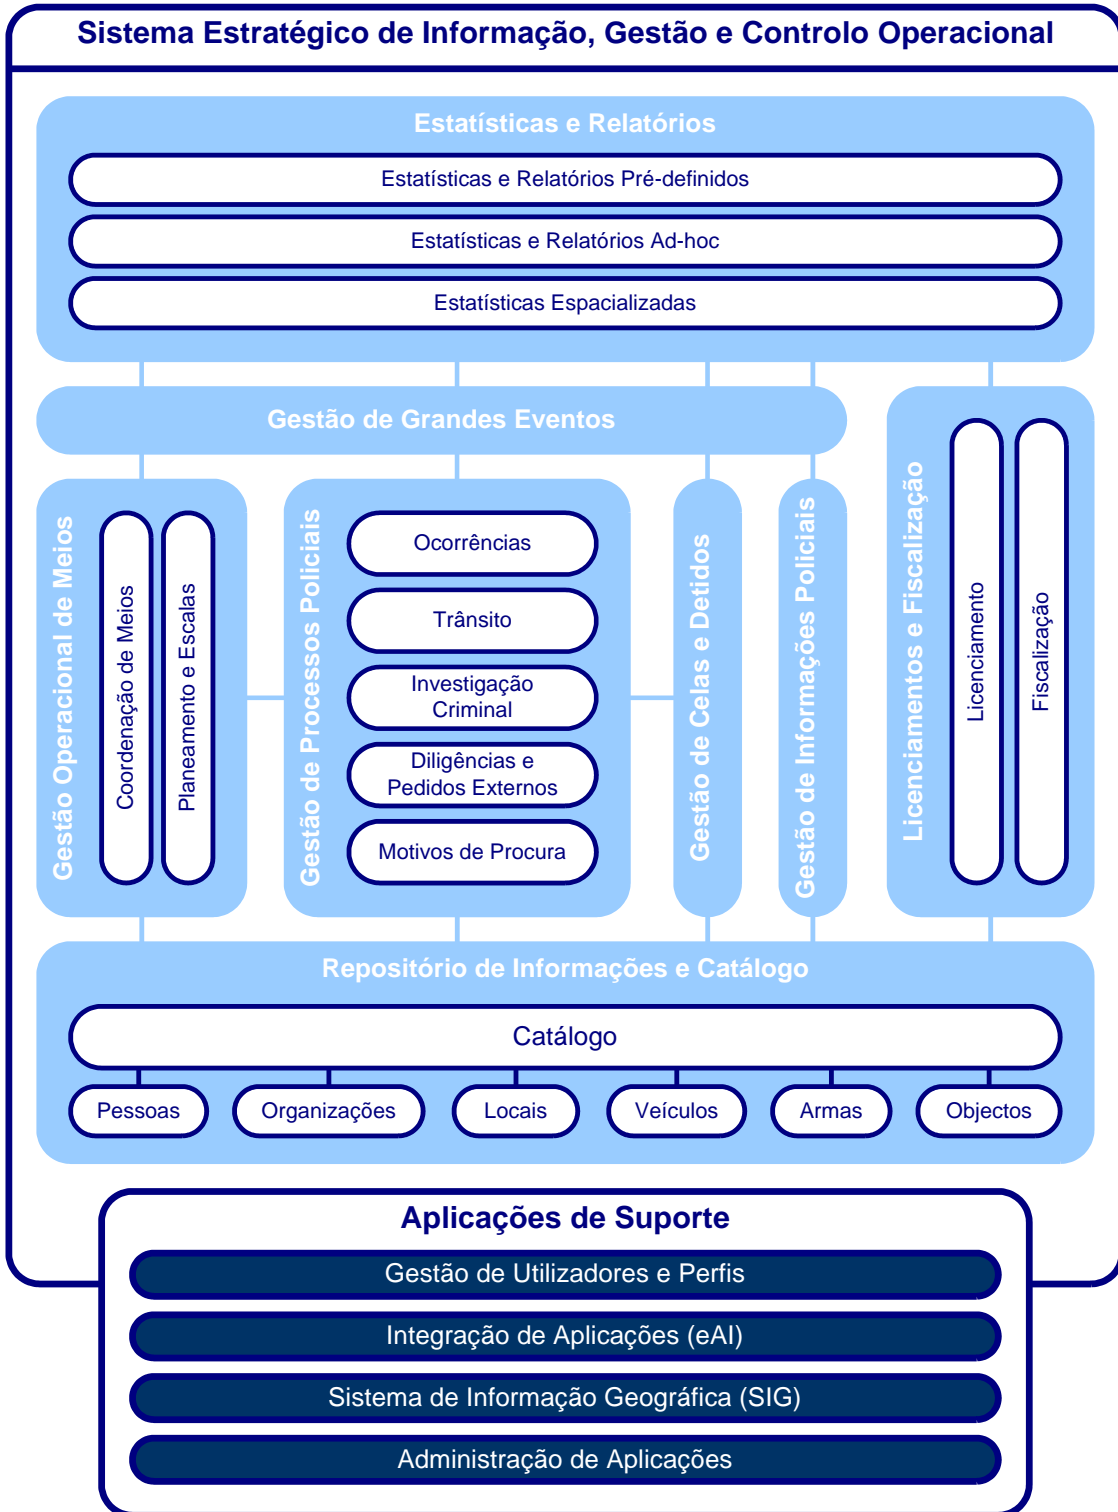 Sistema Estratégico de Informação, Gestão e Controlo Operacional
Estatísticas e Relatórios
Estatísticas e Relatórios Pré-definidos
Estatísticas e Relatórios Ad-hoc
Estatísticas Espacializadas
Gestão de Grandes Eventos
Gestão Operacional de Meios
Coordenação de Meios
Planeamento e Escalas
Gestão de Processos Policiais
Ocorrências
Trânsito
Investigação
Criminal
Diligências e
Pedidos Externos
Motivos de Procura
Gestão de Celas e Detidos
Gestão de Informações Policiais
Licenciamentos e Fiscalização
Licenciamento
Fiscalização
Repositório de Informações e Catálogo
Catálogo
Pessoas
Organizações
Locais
Veículos
Armas
Objectos
Aplicações de Suporte
Gestão de Utilizadores e Perfis
Integração de Aplicações (eAI)
Sistema de Informação Geográfica (SIG)
Administração de Aplicações